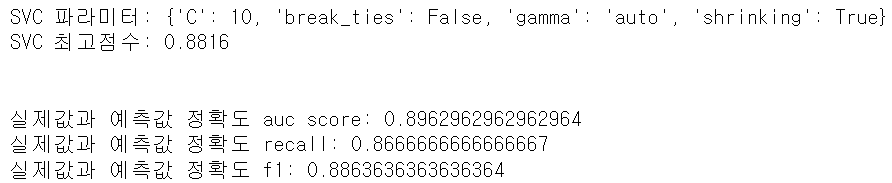 SVC 파라미터: {'C': 10, 'break_ties': False, 'gamma': 'auto', 'shrinking': True}
SVC 최고점수: 0.8816
실제값과 예측값 정확도 auc score: 0.8962962962962964
실제값과 예측값 정확도 recall: 0.8666666666666667
실제값과 예측값 정확도 f1: 0.8863636363636364